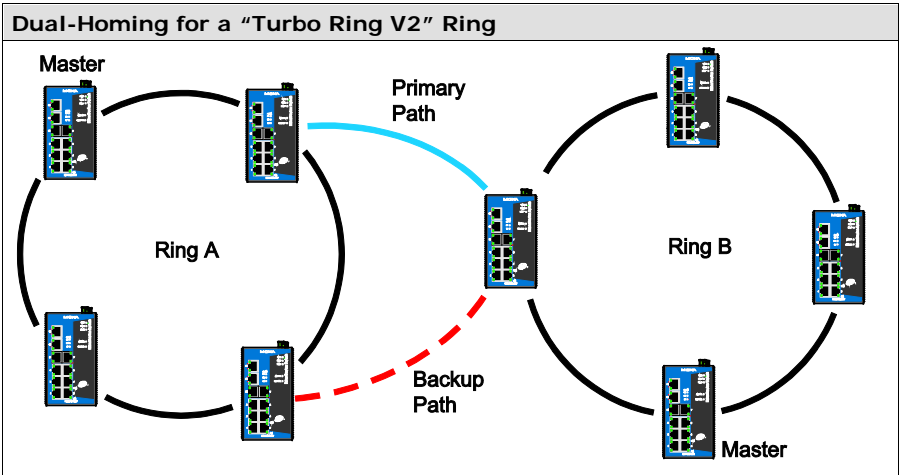 Dual-Homing for a “Turbo Ring V2” Ring
Master
Primary
Path
Ring A
Ring B
Backup
Path
Master